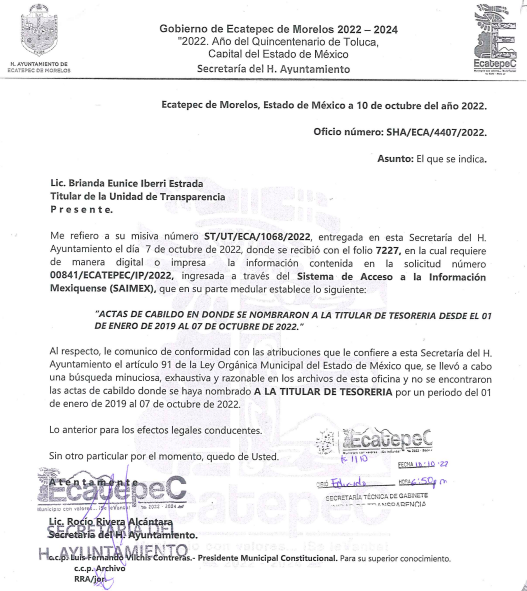 Gobierno de Ecatepec de Morelos 2022 – 2024
"2022. Año del Quincentenario de Toluca,
Capital del Estado de México
Secretaría del H. Ayuntamiento
H. AYUNTAMIENTO DE
ECATEPEC DE MORELOS
EcatepeC
Ecatepec de Morelos, Estado de México a 10 de octubre del año 2022.
Oficio número: SHA/ECA/4407/2022.
Asunto: El que se indica.
Lic. Brianda Eunice Iberri Estrada
Titular de la Unidad de Transparencia
P r e s e n t e.
Me refiero a su misiva número ST/UT/ECA/1068/2022, entregada en esta Secretaría del H.
Ayuntamiento el día 7 de octubre de 2022, donde se recibió con el folio 7227, en la cual requiere
de manera digital o impresa la información contenida en la solicitud número
00841/ECATEPEC/IP/2022, ingresada a través del Sistema de Acceso a la Información
Mexiquense (SAIMEX), que en su parte medular establece lo siguiente:
"ACTAS DE CABILDO EN DONDE SE NOMBRARON A LA TITULAR DE TESORERIA DESDE EL 01
DE ENERO DE 2019 AL 07 DE OCTUBRE DE 2022."
Al respecto, le comunico de conformidad con las atribuciones que le confiere a esta Secretaría del H.
Ayuntamiento el artículo 91 de la Ley Orgánica Municipal del Estado de México que, se llevó a
cabo una búsqueda minuciosa, exhaustiva y razonable en los archivos de esta oficina y no se encontraron
las actas de cabildo donde se haya nombrado A LA TITULAR DE TESORERIA por un periodo del 01
de enero de 2019 al 07 de octubre de 2022.
Lo anterior para los efectos legales conducentes.
Sin otro particular por el momento, quedo de Usted.
EcatepeC
FECHA
HORA
SECRETARÍA TÉCNICA DE GABINETE
A t e n t a m e n t e
EcatepeC
Lic. Rocio Rivera Alcántara
Secretaria del H. Ayuntamiento.
SECRETARÍA DEL
H. AYUNTAMIENTO
c.c.p. Luis Fernando Vilchis Contreras.- Presidente Municipal Constitucional. Para su superior conocimiento.
c.c.p. Archivo
RRA/jon